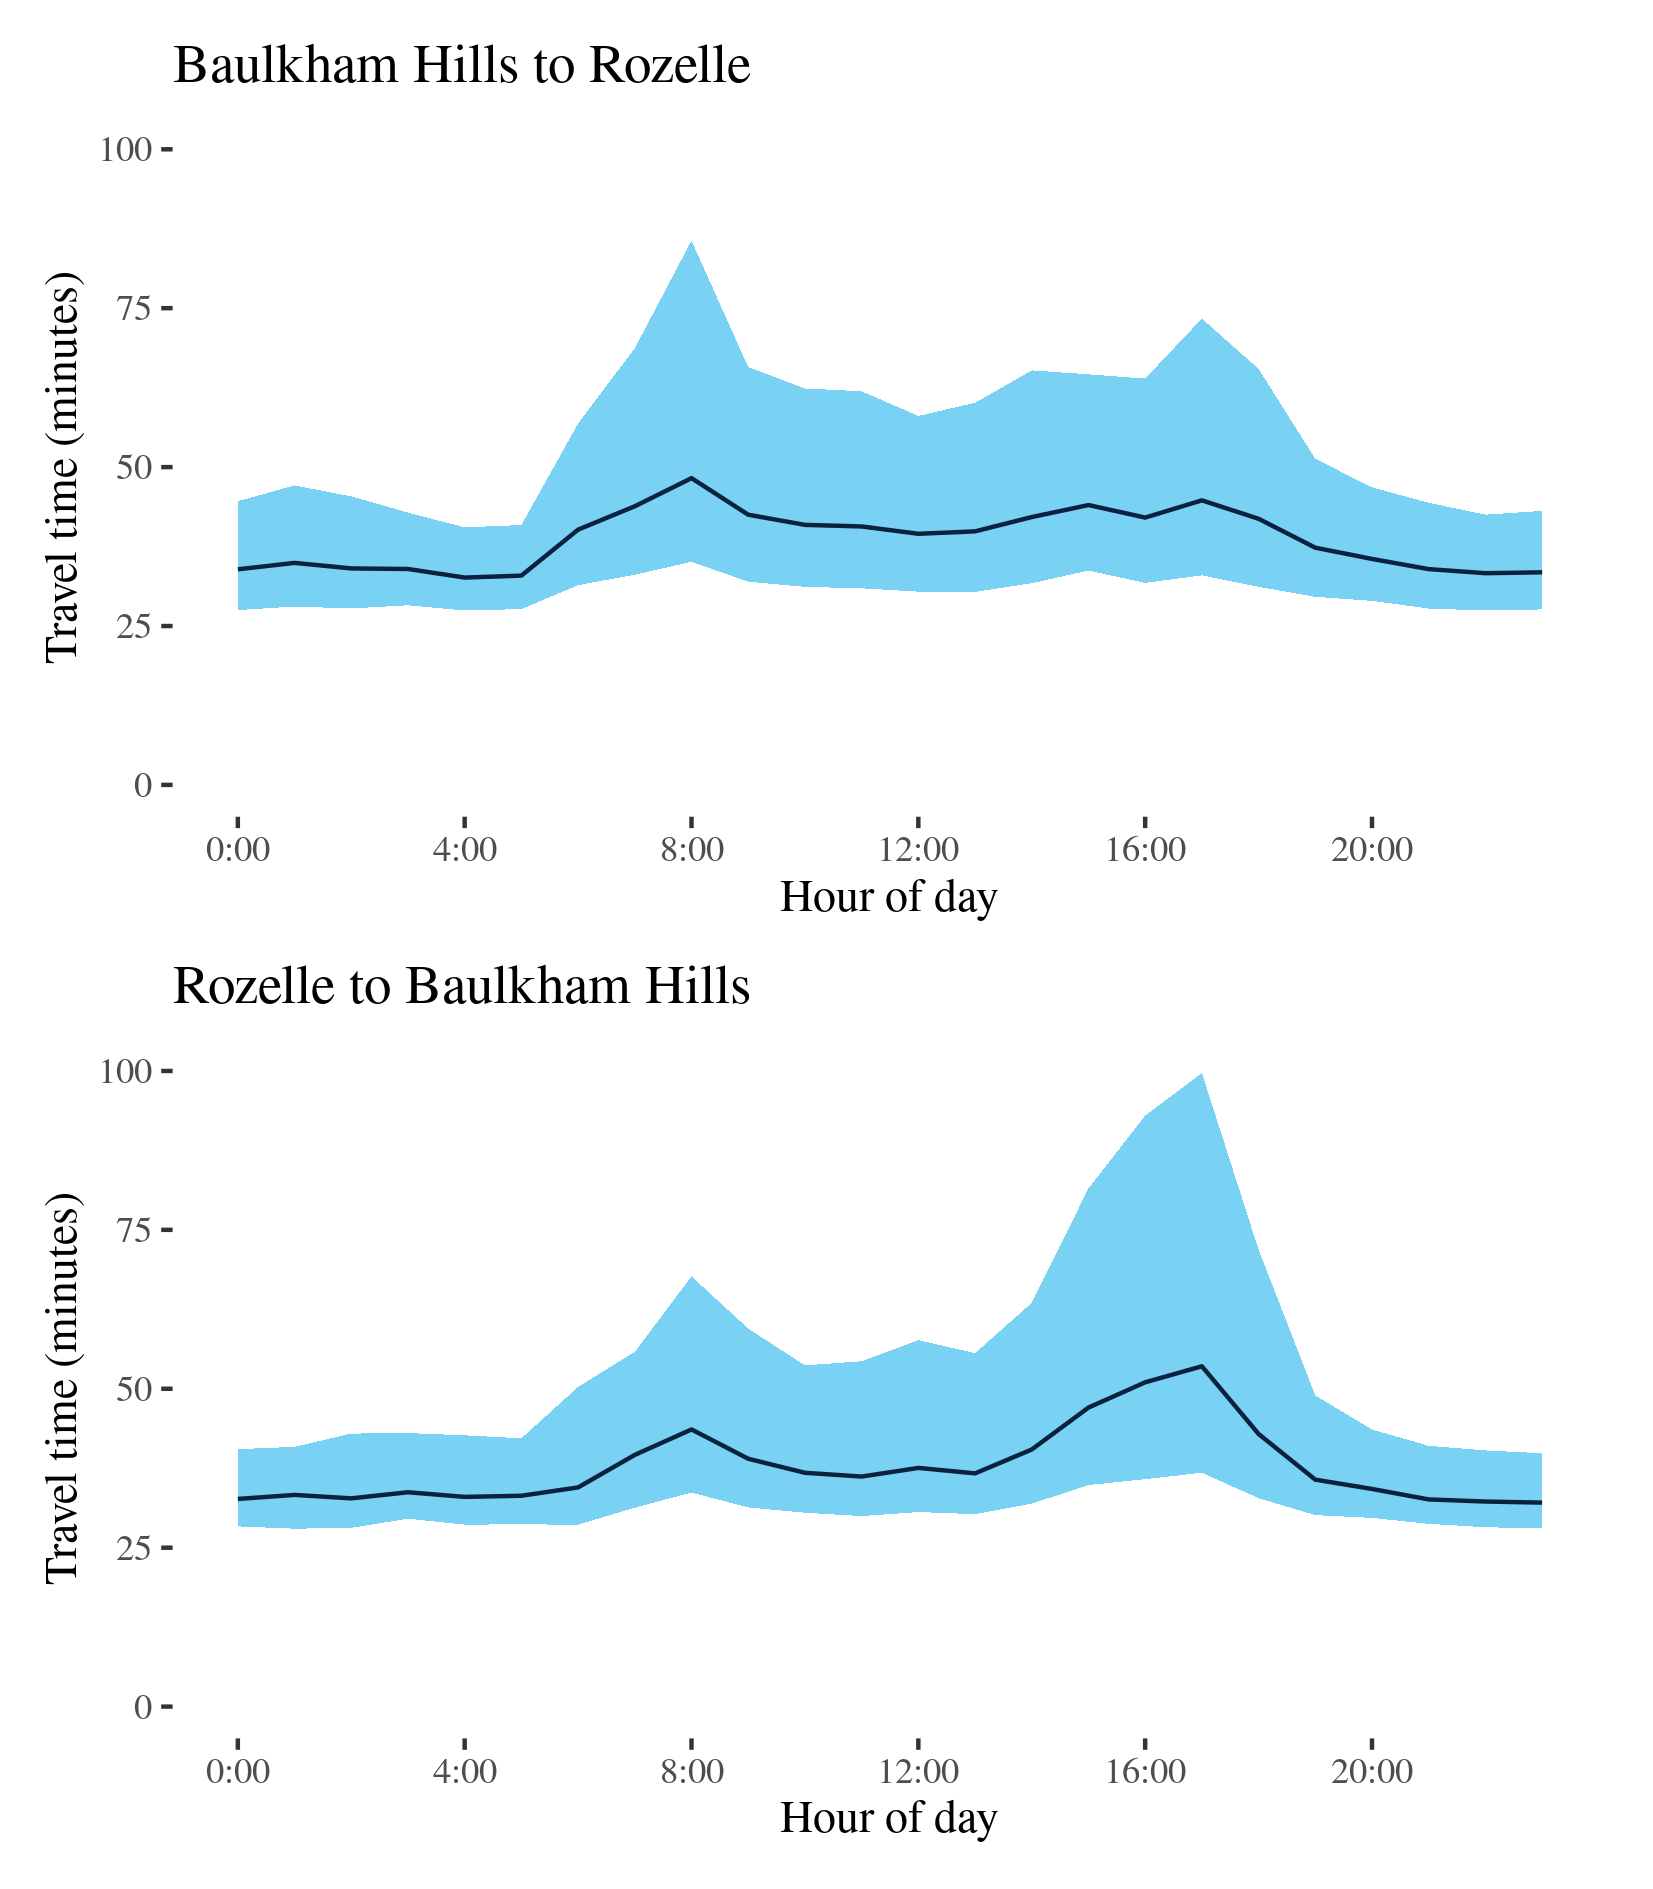 Baulkham Hills to Rozelle
100
75
50
25
0
Travel time (minutes)
0:00 4:00 8:00 12:00 16:00 20:00
Hour of day
Rozelle to Baulkham Hills
100
75
50
25
0
Travel time (minutes)
0:00 4:00 8:00 12:00 16:00 20:00
Hour of day